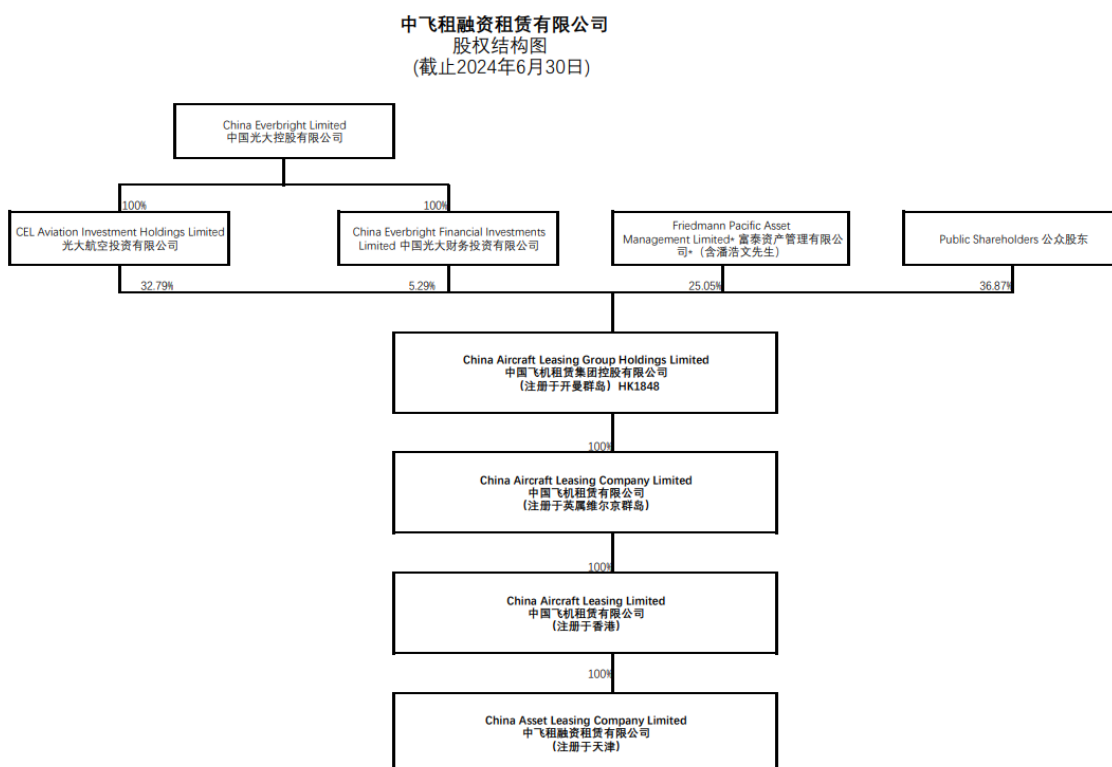 中飞租融资租赁有限公司
股权结构图
(截止2024年6月30日)
China Everbright Limited
中国光大控股有限公司
100%
100%
CEL Aviation Investment Holdings Limited
光大航空投资有限公司
China Everbright Financial Investments
Limited 中国光大财务投资有限公司
Friedmann Pacific Asset
Management Limited* 富泰资产管理有限公
司*（含潘浩文先生）
Public Shareholders 公众股东
32.79%
5.29%
25.05%
36.87%
China Aircraft Leasing Group Holdings Limited
中国飞机租赁集团控股有限公司
（注册于开曼群岛）HK1848
100%
China Aircraft Leasing Company Limited
中国飞机租赁有限公司
（注册于英属维尔京群岛）
100%
China Aircraft Leasing Limited
中国飞机租赁有限公司
（注册于香港）
100%
China Asset Leasing Company Limited
中飞租融资租赁有限公司
（注册于天津）